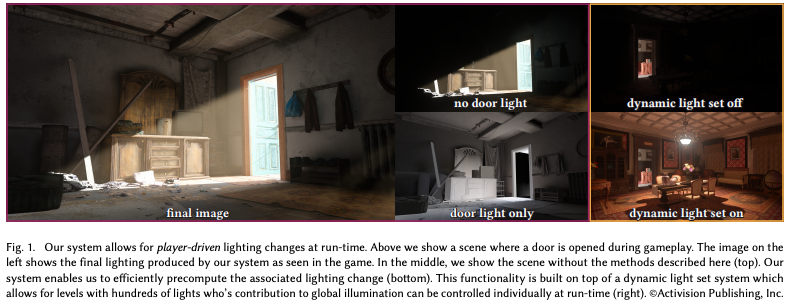 no door light
dynamic light set off
final image
door light only
dynamic light set on
Fig. 1. Our system allows for player-driven lighting changes at run-time. Above we show a scene where a door is opened during gameplay. The image on the
left shows the final lighting produced by our system as seen in the game. In the middle, we show the scene without the methods described here (top). Our
system enables us to efficiently precompute the associated lighting change (bottom). This functionality is built on top of a dynamic light set system which
allows for levels with hundreds of lights who's contribution to global illumination can be controlled individually at run-time (right). ©Activision Publishing, Inc.